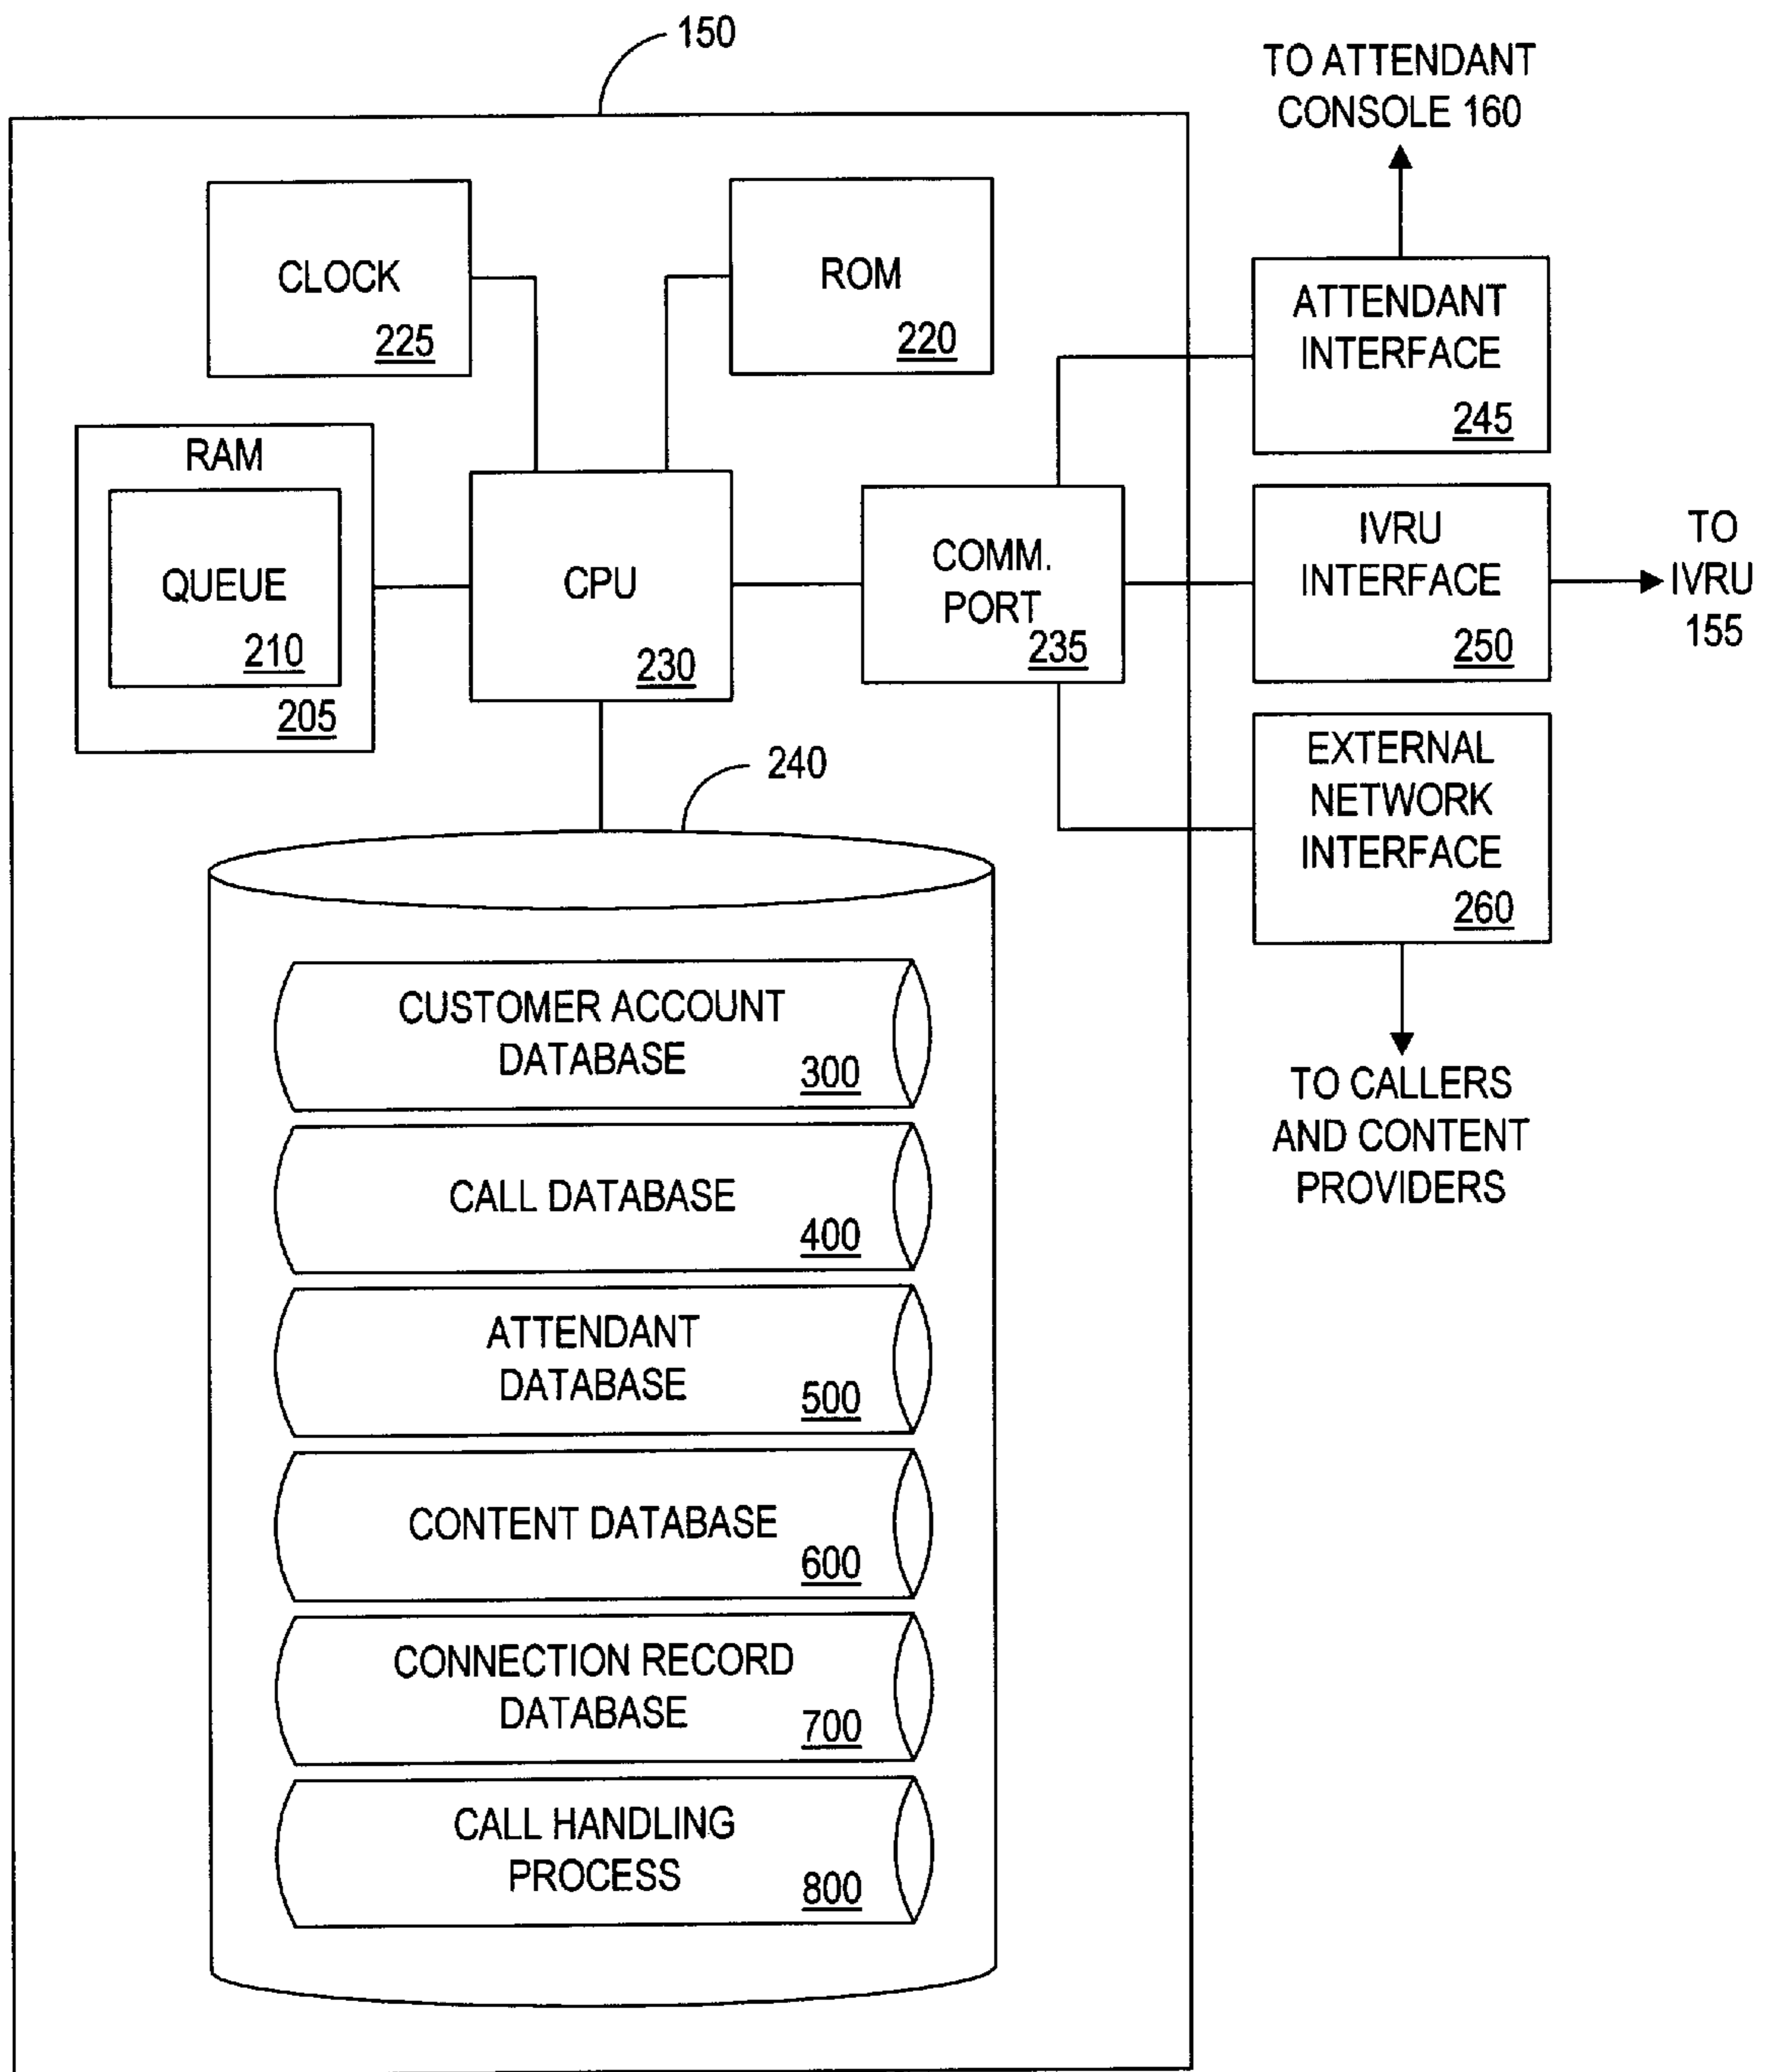 150
TO ATTENDANT
CONSOLE 160
CLOCK
225
ROM
220
ATTENDANT
INTERFACE
245
RAM
QUEUE
210
205
CPU
230
COMM.
PORT
235
IVRU
INTERFACE
250
TO
IVRU
155
EXTERNAL
NETWORK
INTERFACE
260
TO CALLERS
AND CONTENT
PROVIDERS
240
CUSTOMER ACCOUNT
DATABASE
300
CALL DATABASE
400
ATTENDANT
DATABASE
500
CONTENT DATABASE
600
CONNECTION RECORD
DATABASE
700
CALL HANDLING
PROCESS
800